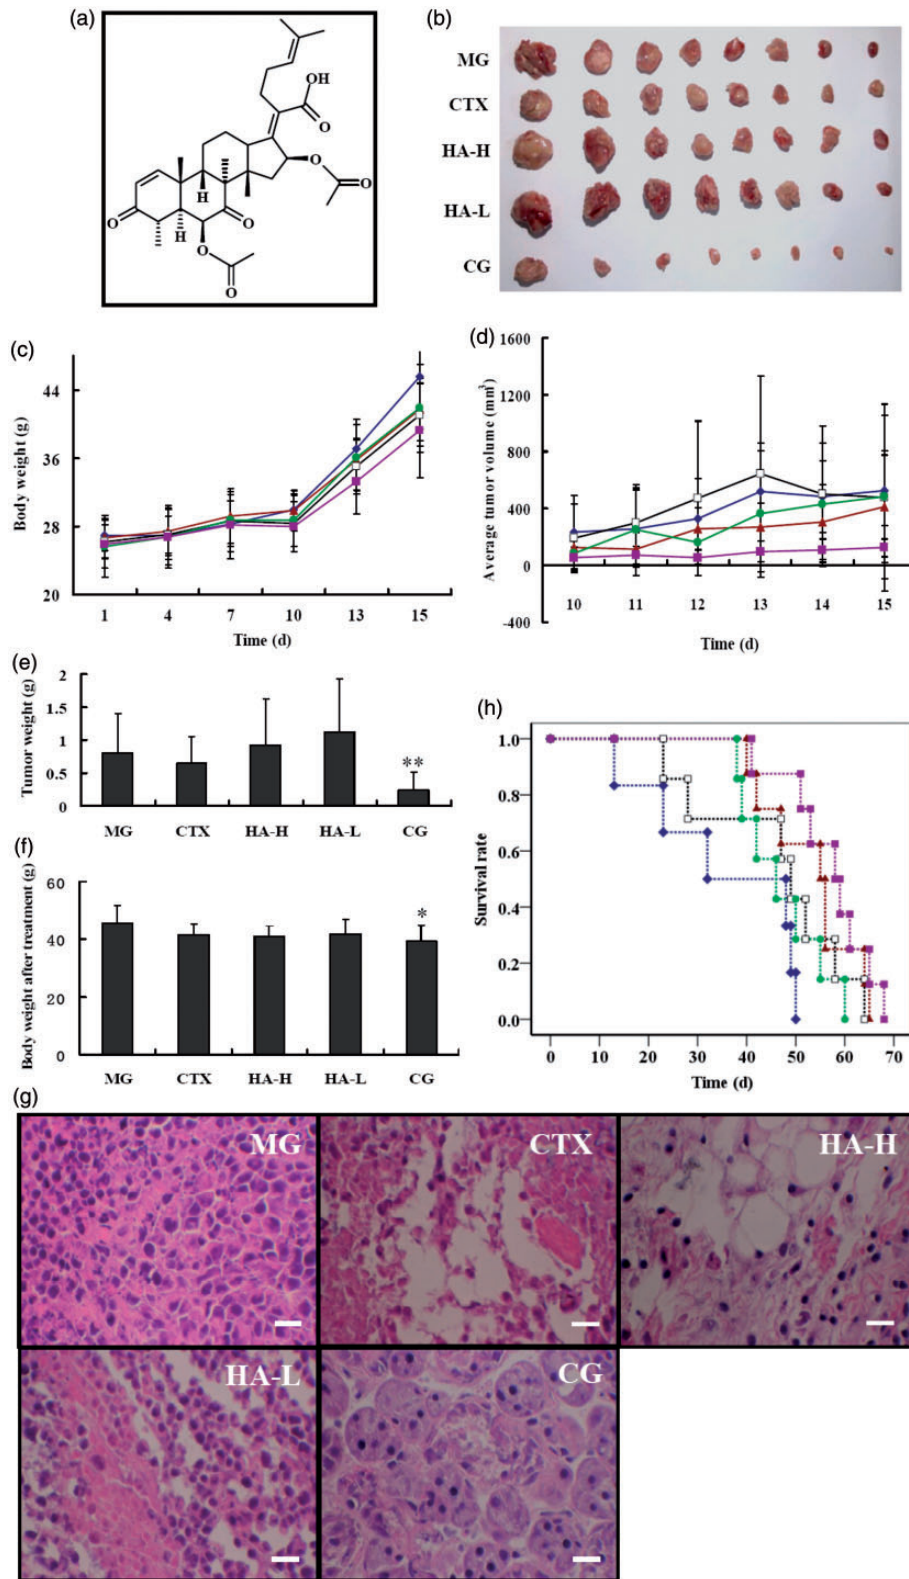 (a)
OH
O
O
O
O
O
O
O
H
H
H
(b)
MG
CTX
HA-H
HA-L
CG
(c)
Body weight (g)
44
36
28
20
1 4 7 10 13 15
Time (d)
(d)
Average tumor volume (mm³)
1600
1200
800
400
0
-400
10 11 12 13 14 15
Time (d)
(e)
Tumor weight (g)
2
1.5
1
0.5
0
**
MG CTX HA-H HA-L CG
(f)
Body weight after treatment (g)
60
40
20
0
*
MG CTX HA-H HA-L CG
(h)
Survival rate
1.0
0.8
0.6
0.4
0.2
0.0
0 10 20 30 40 50 60 70
Time (d)
(g)
MG
CTX
HA-H
HA-L
CG